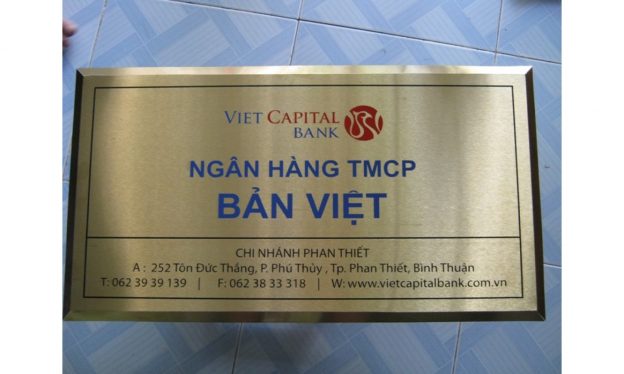 VIET CAPITAL
BANK
NGÂN HÀNG TMCP
BẢN VIỆT
CHI NHÁNH PHAN THIẾT
A : 252 Tôn Đức Thắng, P. Phú Thủy , Tp. Phan Thiết, Bình Thuận
T: 062 39 39 139 | F: 062 38 33 318 | W: www.vietcapitalbank.com.vn